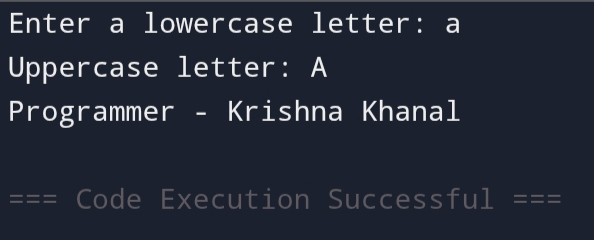 Enter a lowercase letter: a
Uppercase letter: A
Programmer - Krishna Khanal
=== Code Execution Successful ===